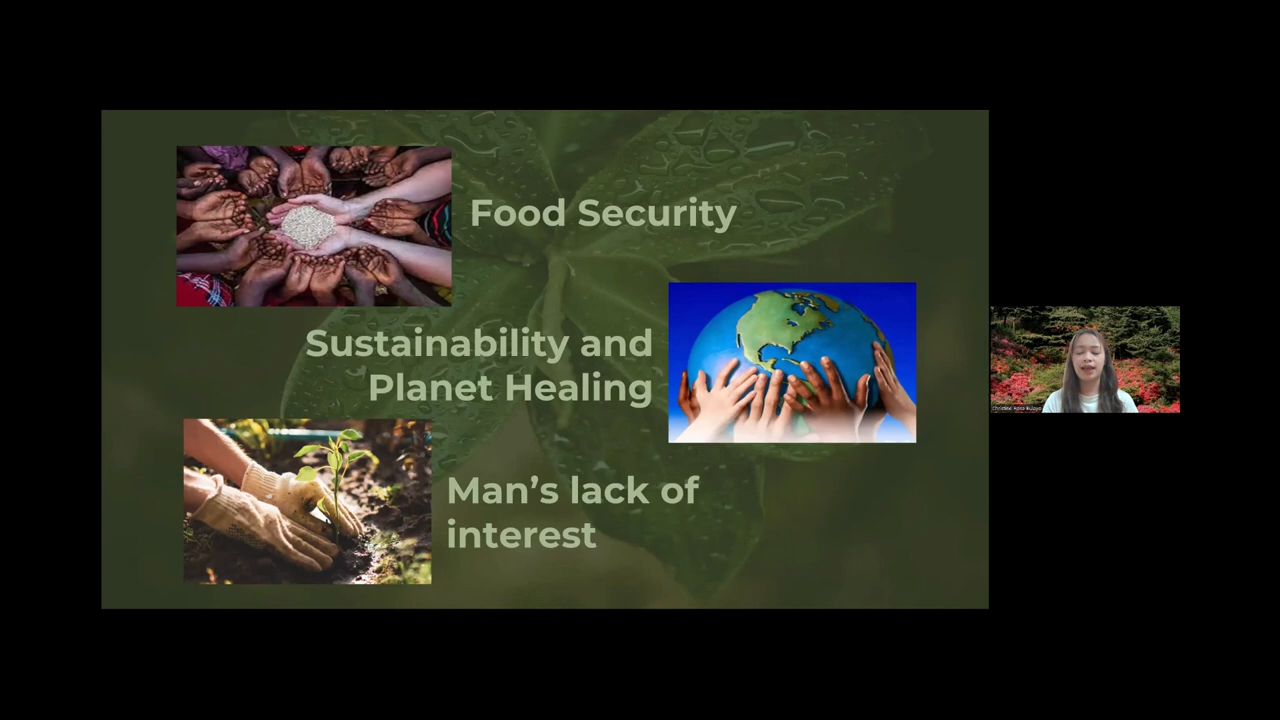 Food Security
Sustainability and
Planet Healing
Man's lack of
interest